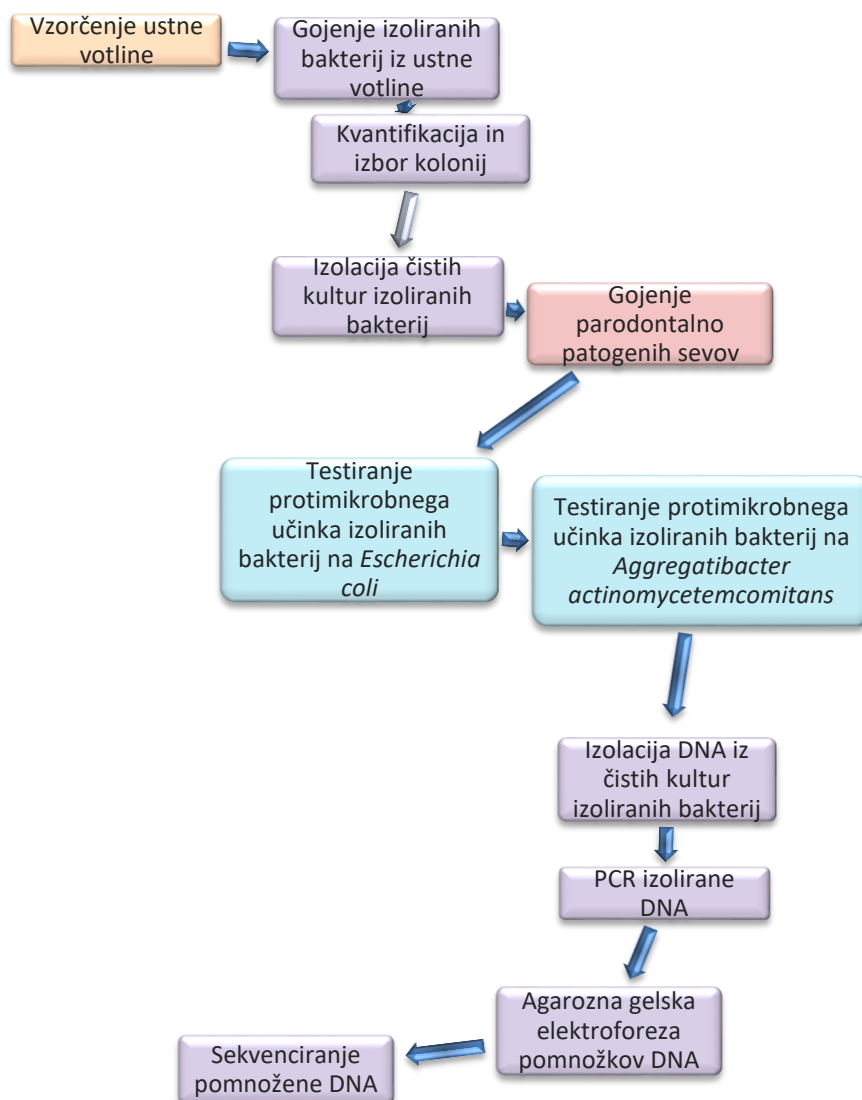 Vzorčenje ustne
votline
Gojenje izoliranih
bakterij iz ustne
votline
Kvantifikacija in
izbor kolonij
Izolacija čistih
kultur izoliranih
bakterij
Gojenje
parodontalno
patogenih sevov
Testiranje
protimikrobnega
učinka izoliranih
bakterij na Escherichia
coli
Testiranje protimikrobnega
učinka izoliranih bakterij na
Aggregatibacter
actinomycetemcomitans
Izolacija DNA iz
čistih kultur
izoliranih bakterij
PCR izolirane
DNA
Agarozna gelska
elektroforeza
pomnožkov DNA
Sekvenciranje
pomnožene DNA